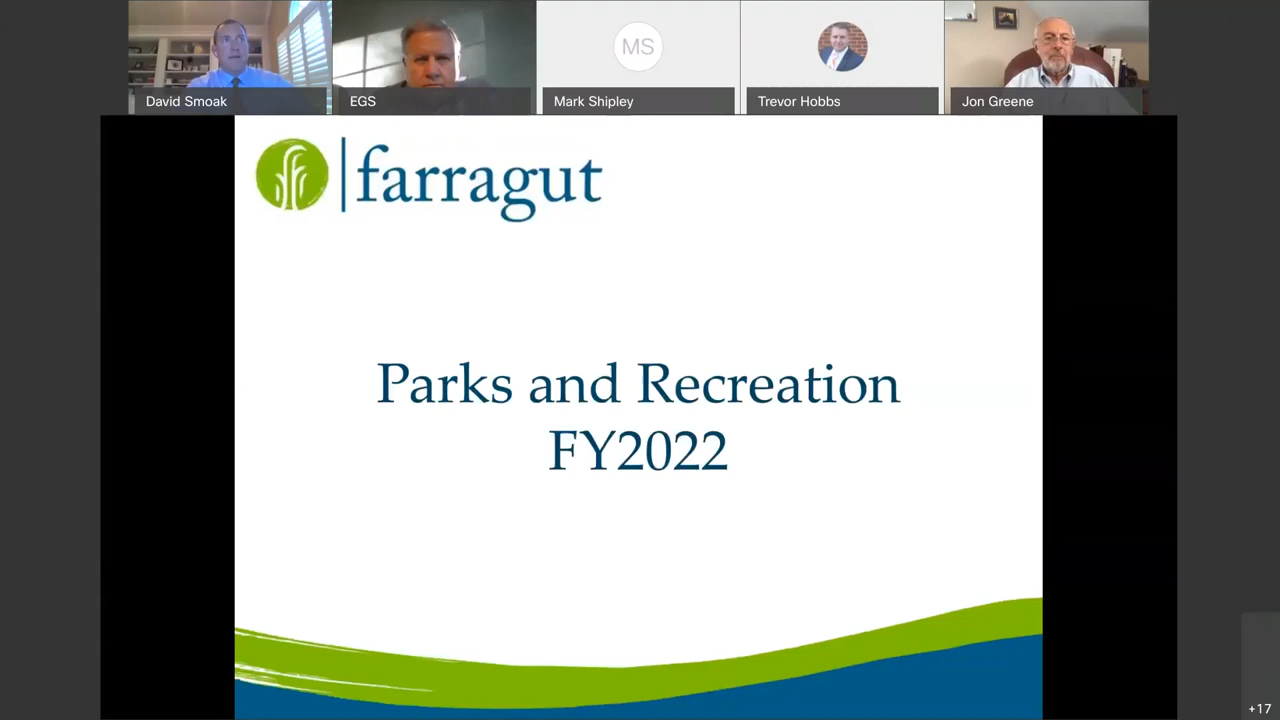 MS
David Smoak
EGS
Mark Shipley
Trevor Hobbs
Jon Greene
farragut
Parks and Recreation
FY2022
+17